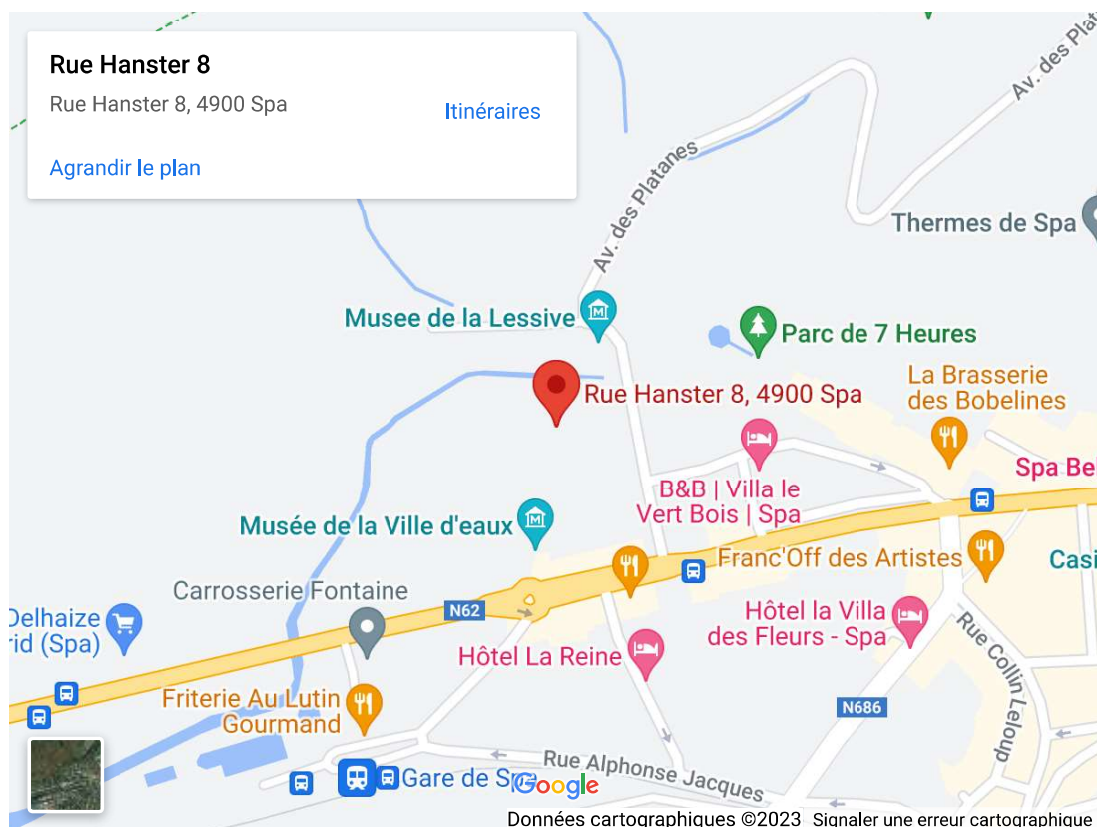 Rue Hanster 8
Rue Hanster 8, 4900 Spa
Itinéraires
Agrandir le plan
Av. des Platanes
Av. des Platanes
Thermes de Spa
Musee de la Lessive
Parc de 7 Heures
Rue Hanster 8, 4900 Spa
La Brasserie
des Bobelines
B&B | Villa le
Vert Bois | Spa
Spa Bel
Musée de la Ville d'eaux
Franc'Off des Artistes
Casi
Carrosserie Fontaine
N62
Delhaize
rid (Spa)
Hôtel la Villa
des Fleurs - Spa
Hôtel La Reine
Rue Collin Leloup
Friterie Au Lutin
Gourmand
N686
Rue Alphonse Jacques
Gare de Spa
Google
Données cartographiques ©2023
Signaler une erreur cartographique